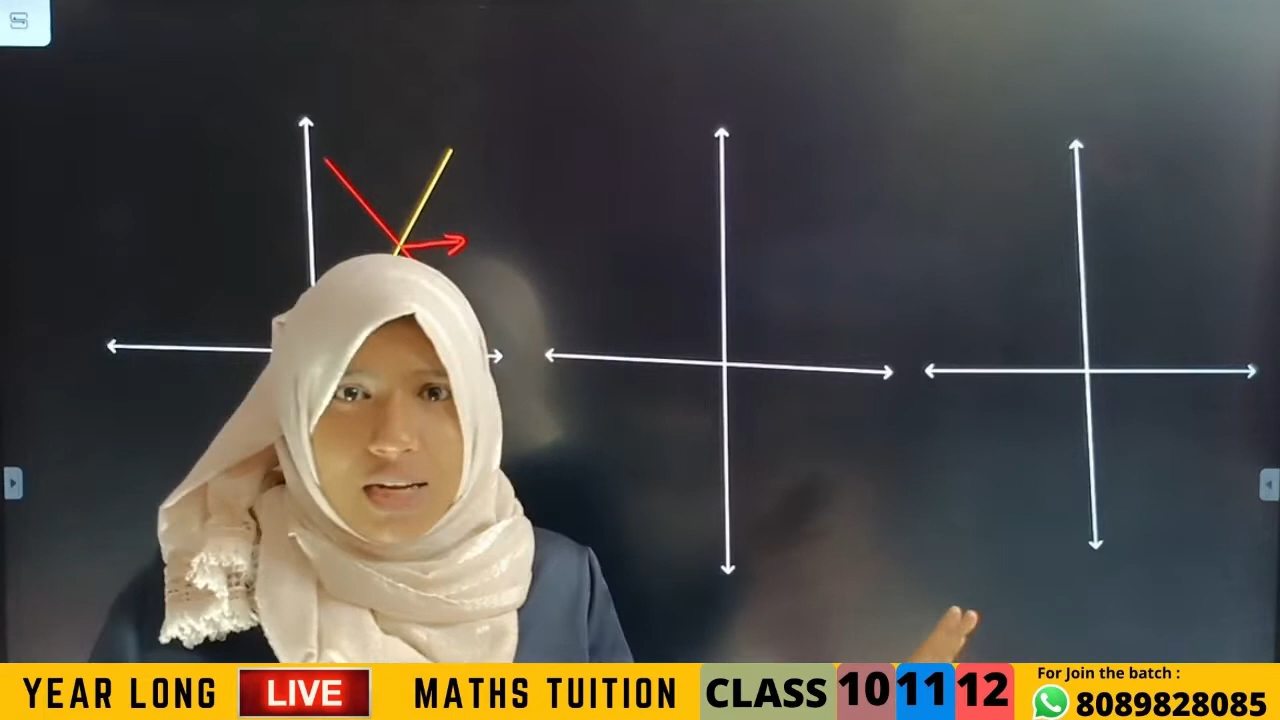 YEAR LONG LIVE MATHS TUITION CLASS 10 11 12
For Join the batch :
8089828085